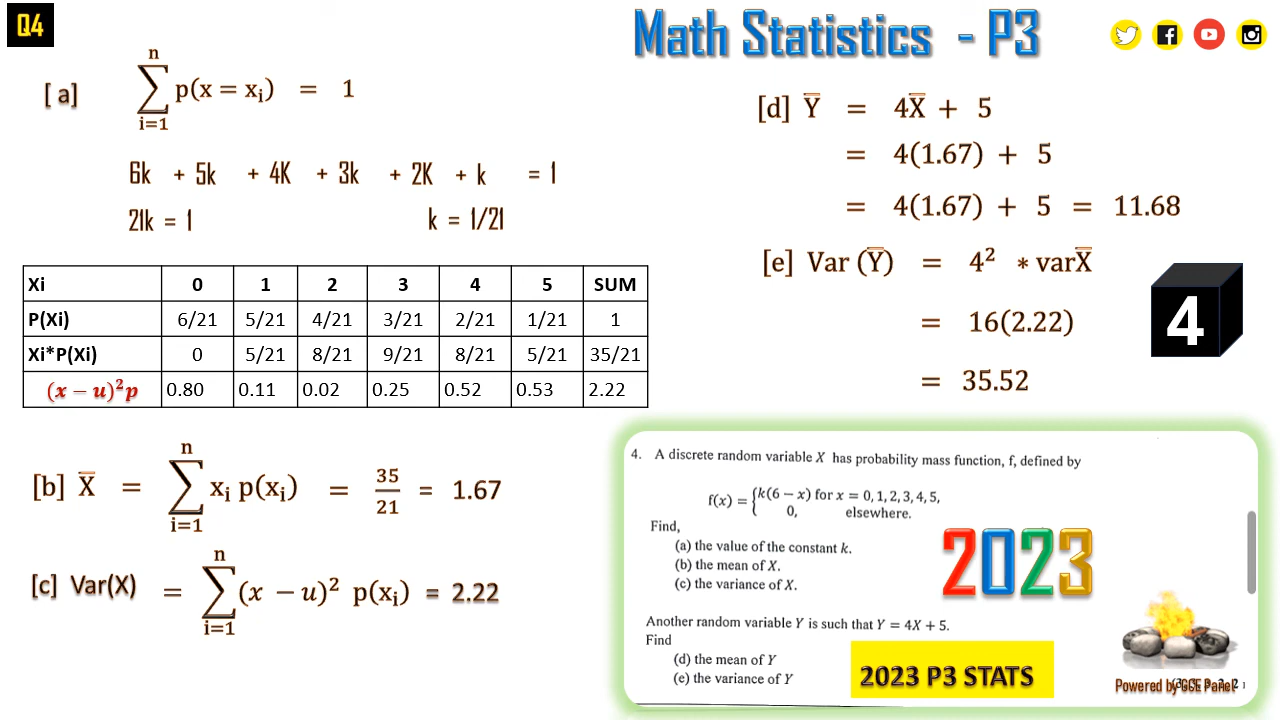 Q4
Math Statistics - P3
[ a]
n
∑ p(x = xᵢ) = 1
i=1
6k + 5k + 4K + 3k + 2K + k = 1
21k = 1 k = 1/21
Xi 0 1 2 3 4 5 SUM
P(Xi) 6/21 5/21 4/21 3/21 2/21 1/21 1
Xi*P(Xi) 0 5/21 8/21 9/21 8/21 5/21 35/21
(x − u)²p 0.80 0.11 0.02 0.25 0.52 0.53 2.22
[b] X̅ = ∑ xᵢ p(xᵢ) = 35/21 = 1.67
n
i=1
[c] Var(X) = ∑ (x − u)² p(xᵢ) = 2.22
n
i=1
[d] Y̅ = 4X̅ + 5
= 4(1.67) + 5
= 4(1.67) + 5 = 11.68
[e] Var (Y̅) = 4² * varX̅
= 16(2.22)
= 35.52
4
4. A discrete random variable X has probability mass function, f, defined by
f(x) = { k(6 − x) for x = 0, 1, 2, 3, 4, 5,
0, elsewhere.
Find,
(a) the value of the constant k.
(b) the mean of X.
(c) the variance of X.
2023
Another random variable Y is such that Y = 4X + 5.
Find
(d) the mean of Y
(e) the variance of Y
2023 P3 STATS
Powered by GCE Panel